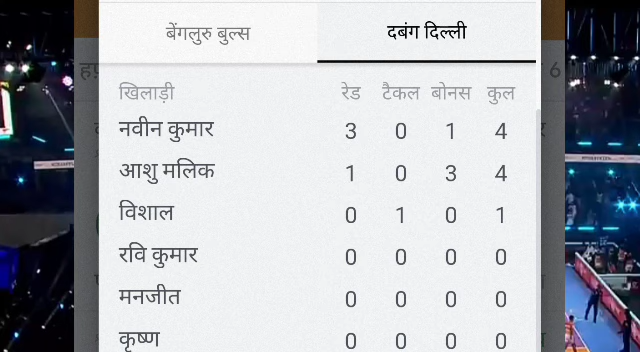 बेंगलुरु बुल्स दबंग दिल्ली
खिलाड़ी रेड टैकल बोनस कुल
नवीन कुमार 3 0 1 4
आशु मलिक 1 0 3 4
विशाल 0 1 0 1
रवि कुमार 0 0 0 0
मनजीत 0 0 0 0
कृष्ण 0 0 0 0